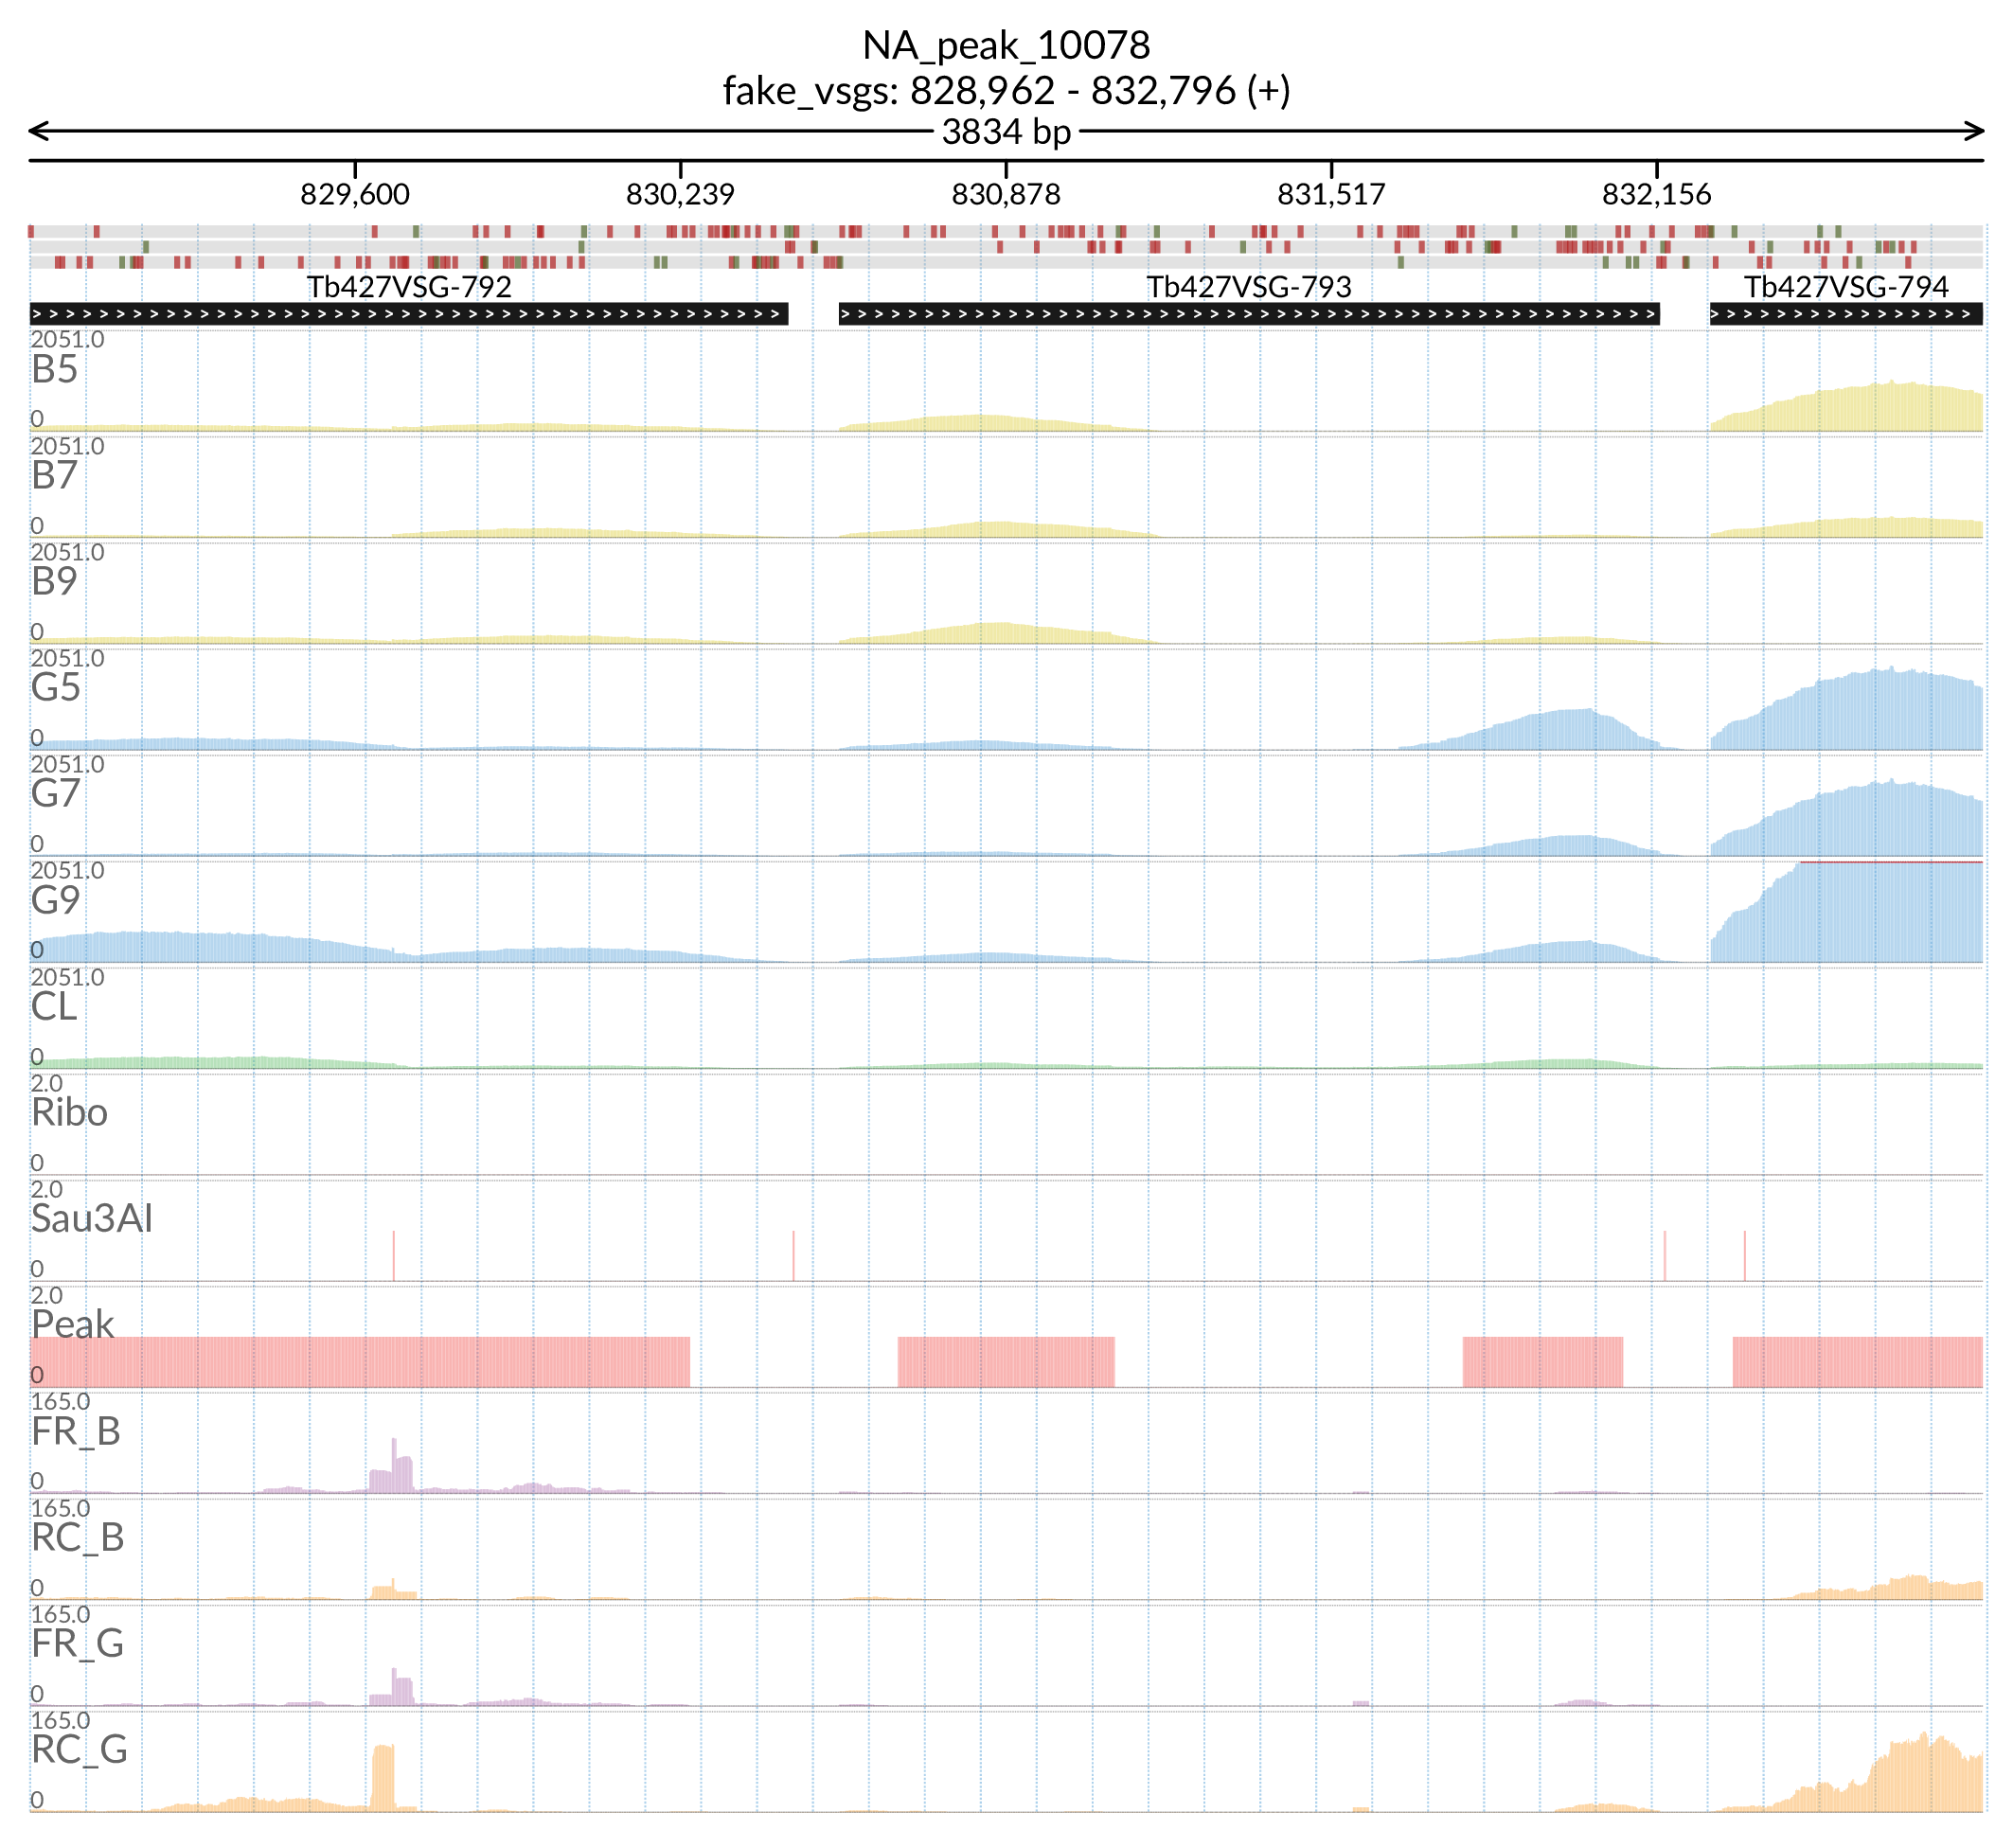 NA_peak_10078
fake_vsgs: 828,962 - 832,796 (+)
3834 bp
829,600 830,239 830,878 831,517 832,156
Tb427VSG-792 Tb427VSG-793 Tb427VSG-794
2051.0
B5
0
2051.0
B7
0
2051.0
B9
0
2051.0
G5
0
2051.0
G7
0
2051.0
G9
0
2051.0
CL
0
2.0
Ribo
0
2.0
Sau3AI
0
2.0
Peak
0
165.0
FR_B
0
165.0
RC_B
0
165.0
FR_G
0
165.0
RC_G
0